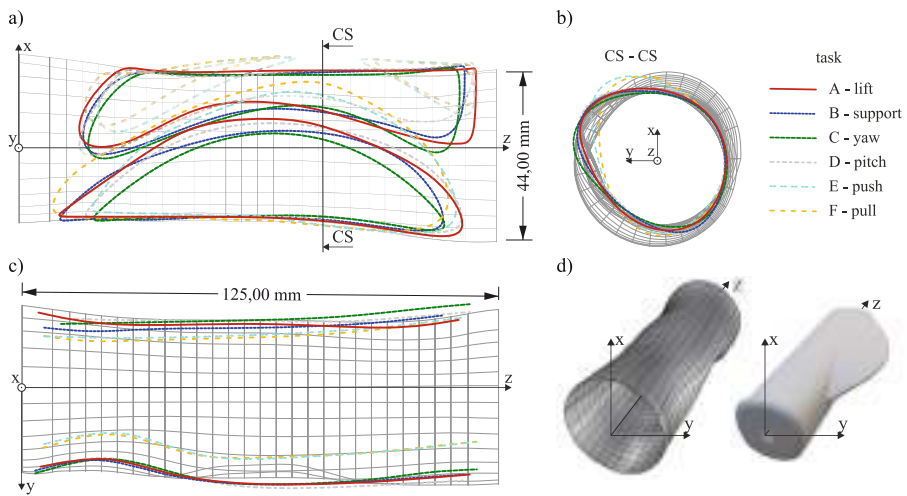 a)
CS
x
y
z
44,00 mm
CS
b)
CS - CS
x
y
z
task
A - lift
B - support
C - yaw
D - pitch
E - push
F - pull
c)
125,00 mm
x
z
y
d)
z
x
y
z
x
y